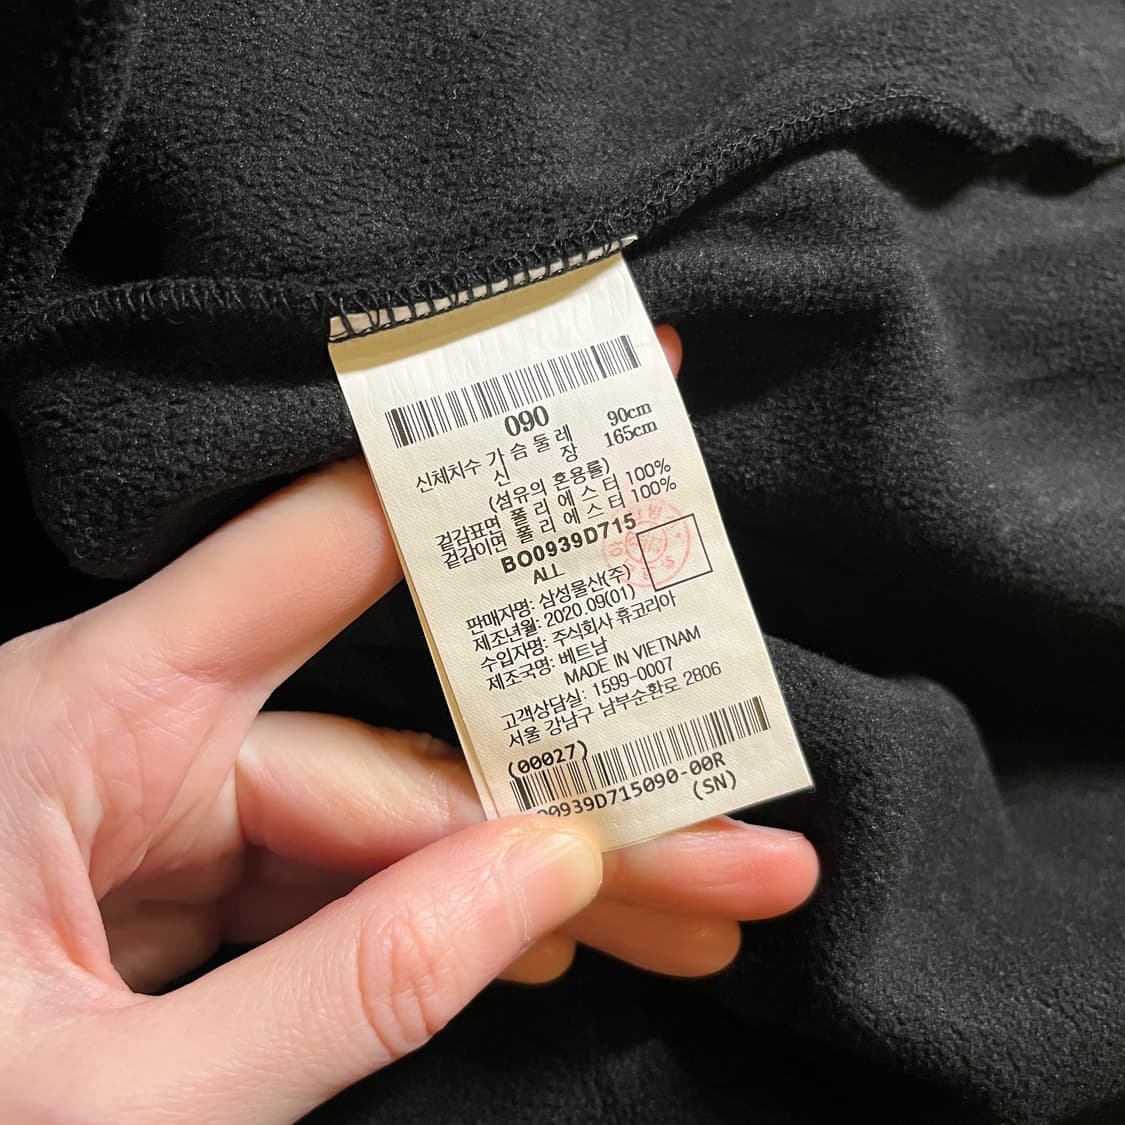 090
신체치수 가슴둘레 90cm
신 장 165cm
(섬유의 혼용률)
겉감표면 폴리에스터 100%
겉감이면 폴리에스터 100%
BO0939D715
ALL
판매자명: 삼성물산(주)
제조년월: 2020.09(01)
수입자명: 주식회사 휴코리아
제조국명: 베트남
MADE IN VIETNAM
고객상담실: 1599-0007
서울 강남구 남부순환로 2806
(00027)
0939D715090-00R
(SN)